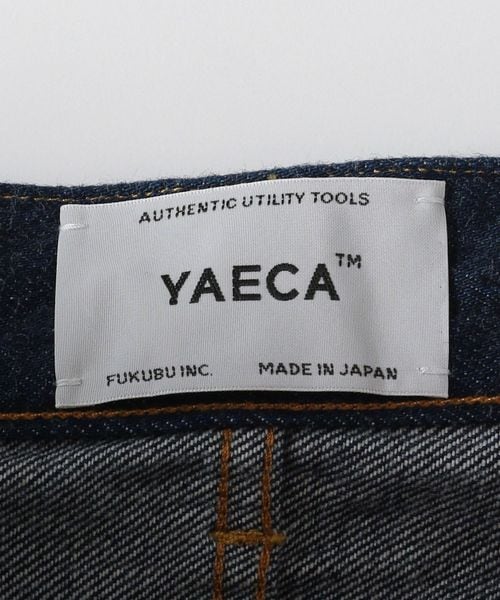 AUTHENTIC UTILITY TOOLS
YAECA™
FUKUBU INC. MADE IN JAPAN